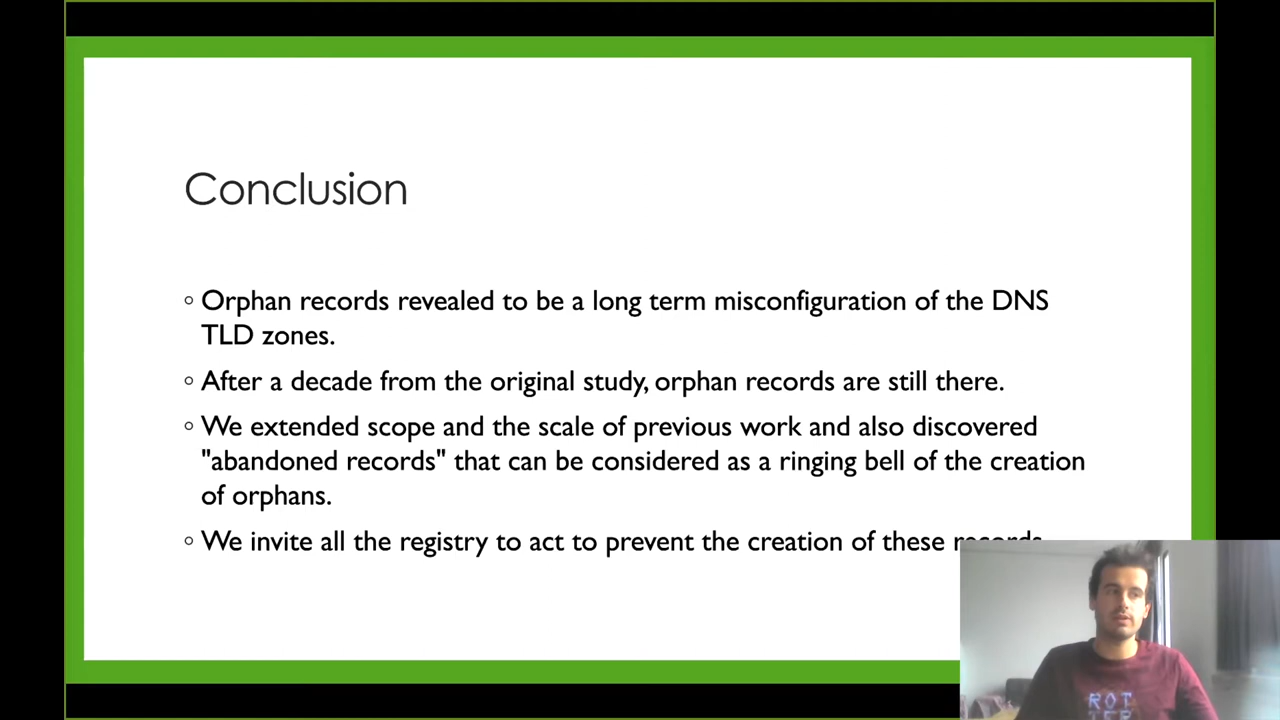 Conclusion
◦ Orphan records revealed to be a long term misconfiguration of the DNS
TLD zones.
◦ After a decade from the original study, orphan records are still there.
◦ We extended scope and the scale of previous work and also discovered
"abandoned records" that can be considered as a ringing bell of the creation
of orphans.
◦ We invite all the registry to act to prevent the creation of these records.
ROT
TER